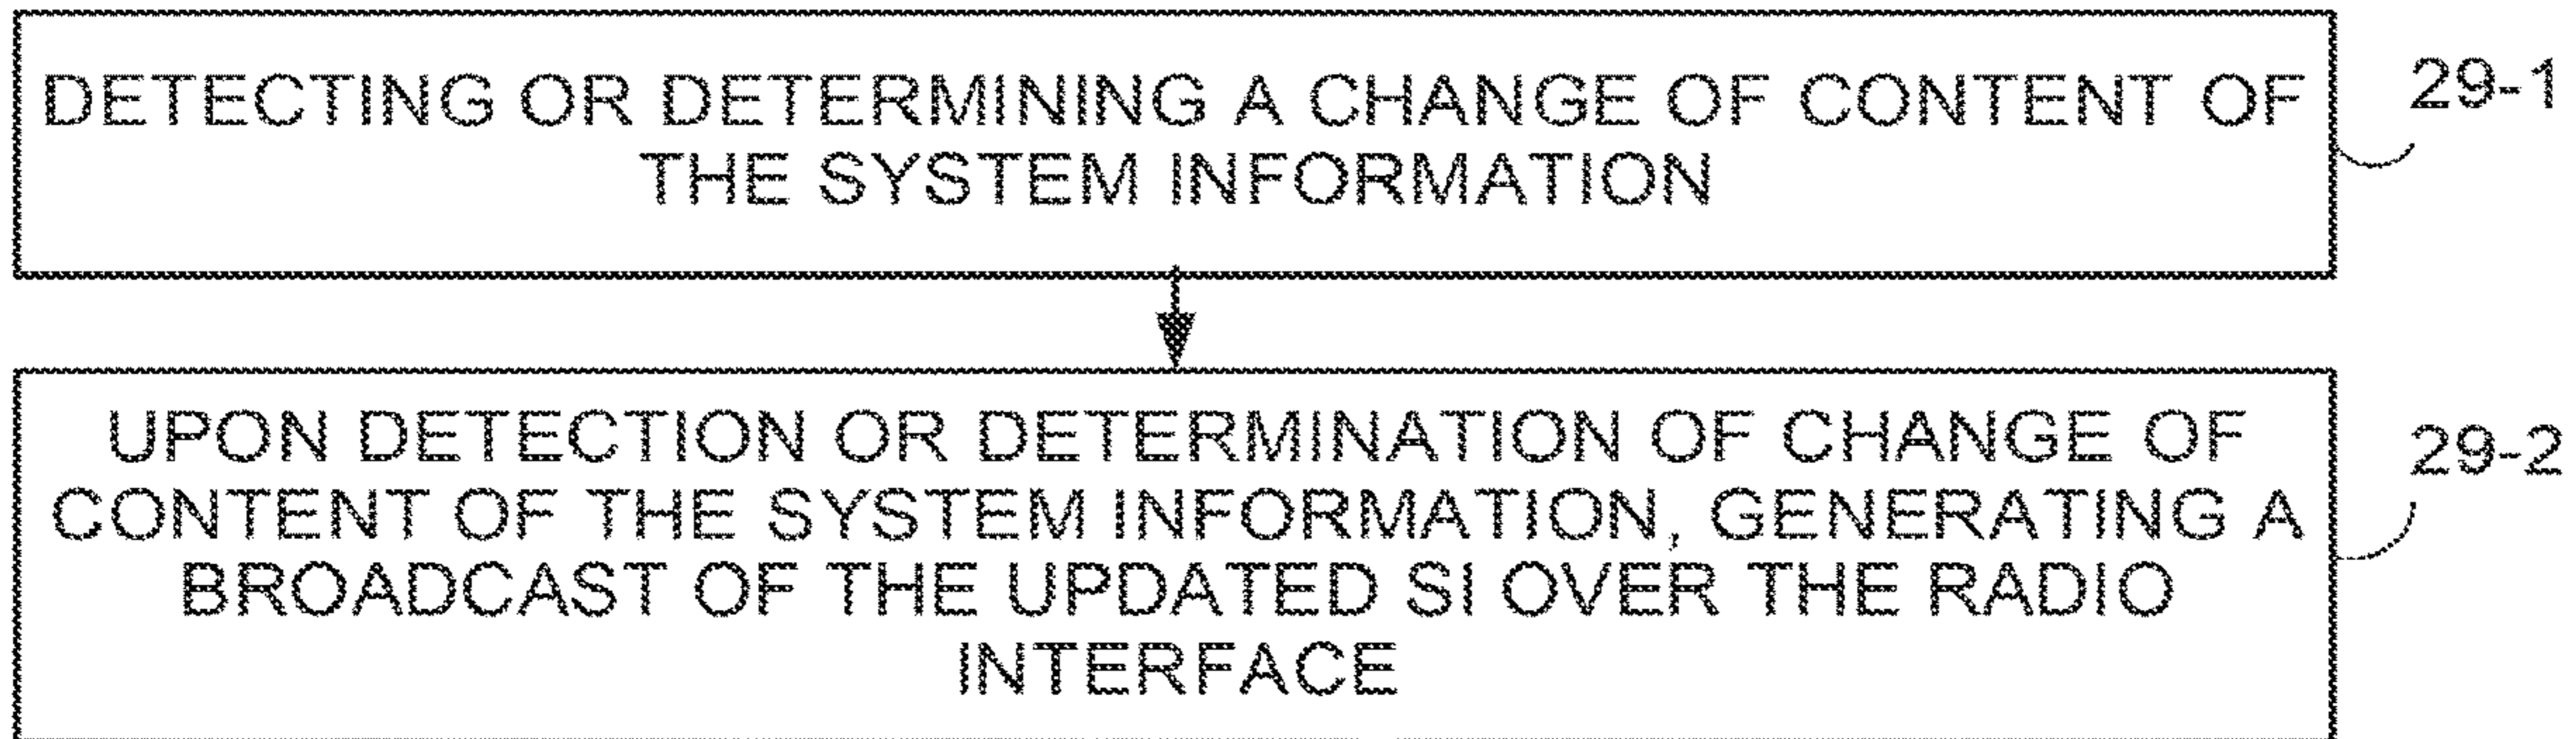 DETECTING OR DETERMINING A CHANGE OF CONTENT OF
THE SYSTEM INFORMATION
29-1
UPON DETECTION OR DETERMINATION OF CHANGE OF
CONTENT OF THE SYSTEM INFORMATION, GENERATING A
BROADCAST OF THE UPDATED SI OVER THE RADIO
INTERFACE
29-2